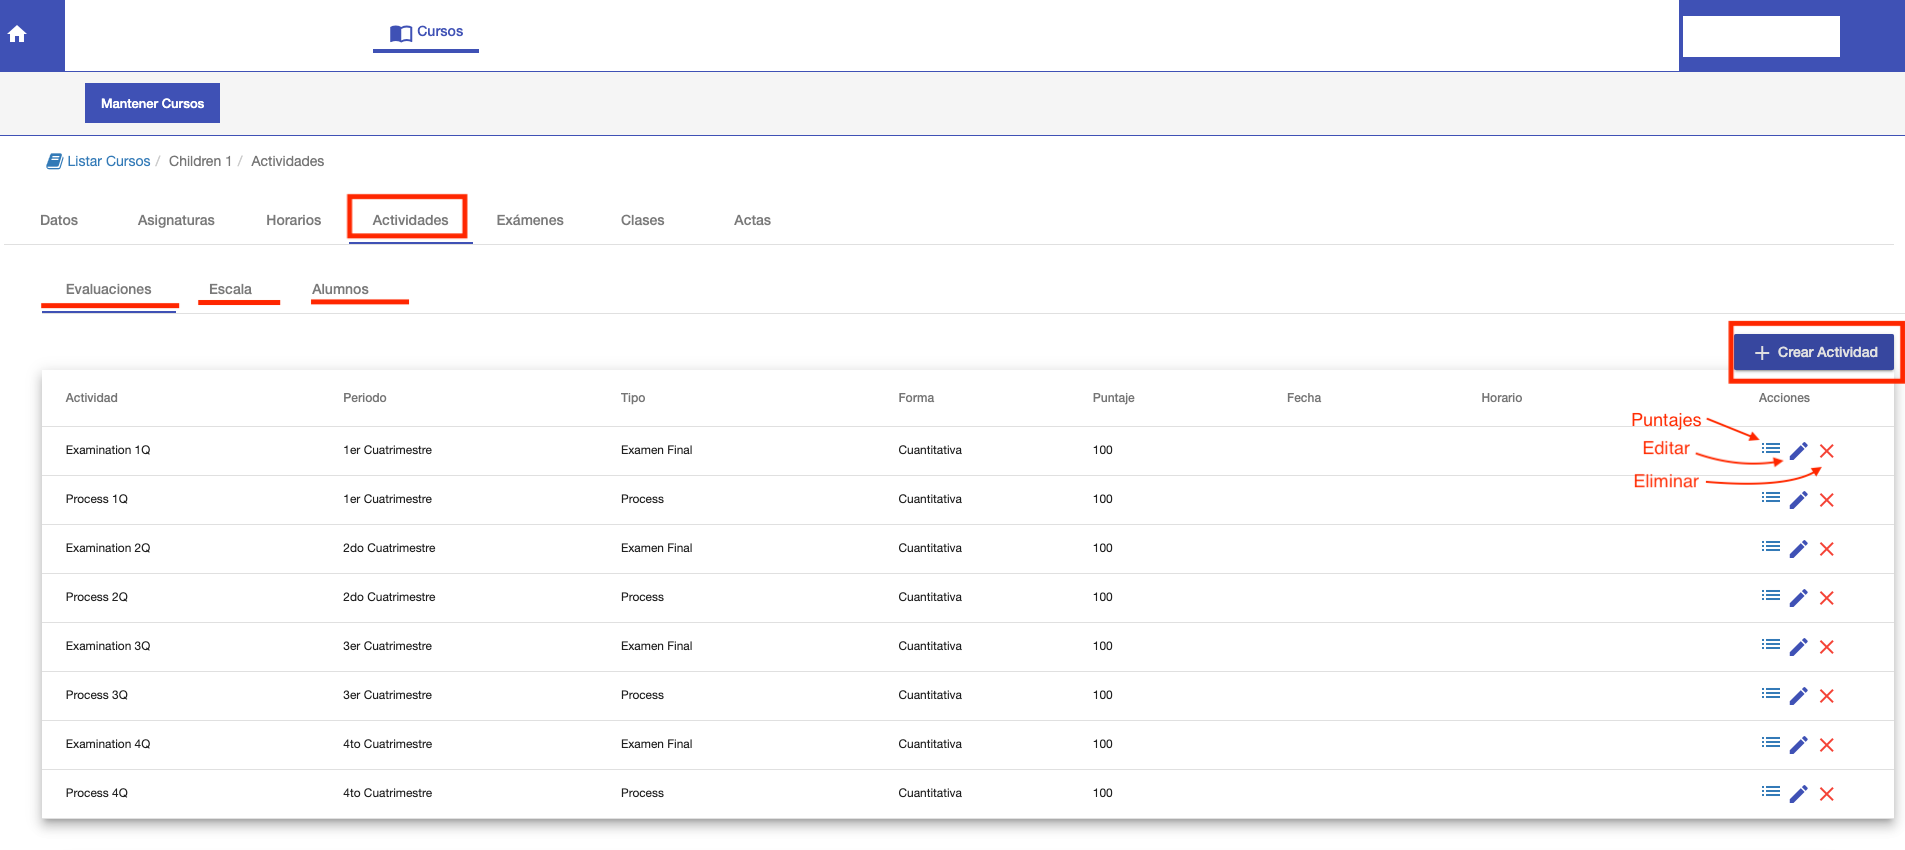 Cursos
Mantener Cursos
Listar Cursos / Children 1 / Actividades
Datos Asignaturas Horarios Actividades Exámenes Clases Actas
Evaluaciones Escala Alumnos
+ Crear Actividad
Actividad Periodo Tipo Forma Puntaje Fecha Horario Acciones
Puntajes
Examination 1Q 1er Cuatrimestre Examen Final Cuantitativa 100
Editar
Eliminar
Process 1Q 1er Cuatrimestre Process Cuantitativa 100
Examination 2Q 2do Cuatrimestre Examen Final Cuantitativa 100
Process 2Q 2do Cuatrimestre Process Cuantitativa 100
Examination 3Q 3er Cuatrimestre Examen Final Cuantitativa 100
Process 3Q 3er Cuatrimestre Process Cuantitativa 100
Examination 4Q 4to Cuatrimestre Examen Final Cuantitativa 100
Process 4Q 4to Cuatrimestre Process Cuantitativa 100